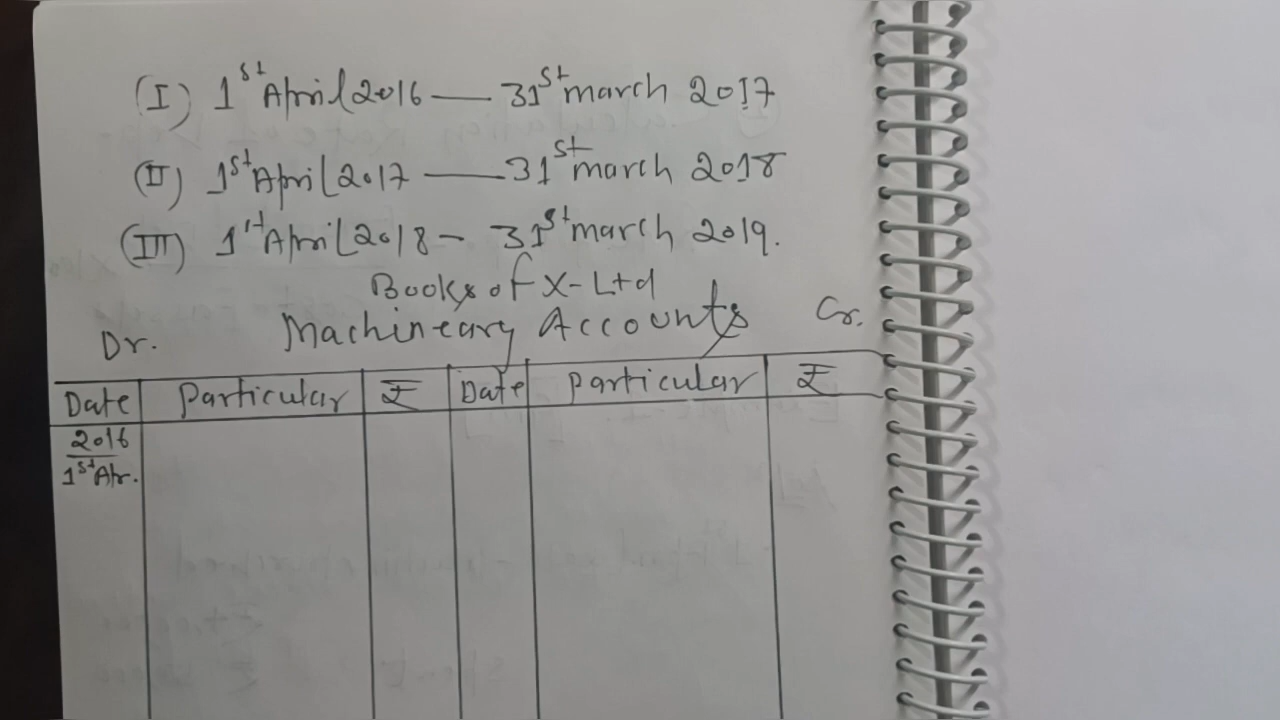 (I) 1st April 2016 — 31st march 2017
(II) 1st April 2017 — 31st march 2018
(III) 1st April 2018 - 31st march 2019.
Books of X-Ltd
Dr. Machineary Accounts Cr.
Date Particular ₹ Date particular ₹
2016
1st Apr.